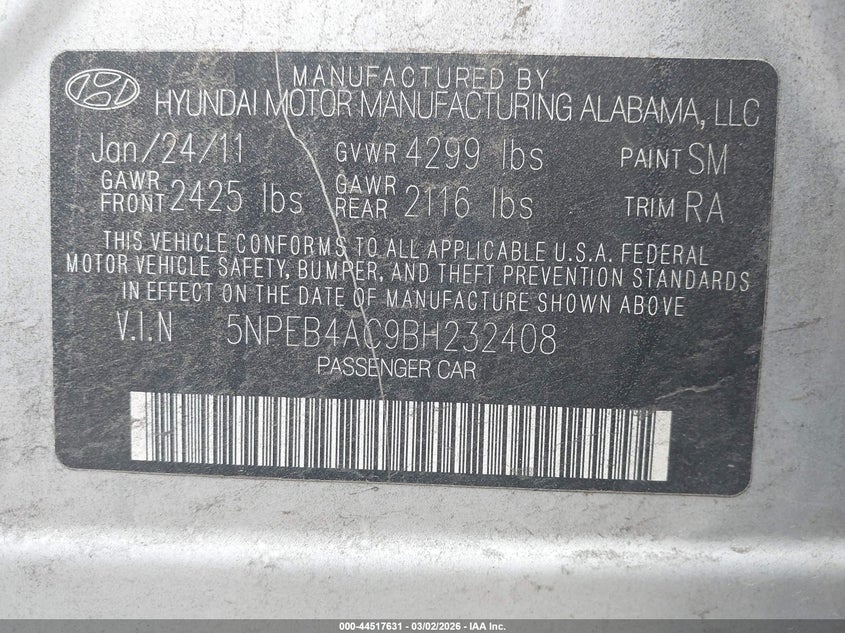 MANUFACTURED BY
HYUNDAI MOTOR MANUFACTURING ALABAMA, LLC
Jan/24/11 GVWR 4299 lbs PAINT SM
GAWR FRONT 2425 lbs GAWR REAR 2116 lbs TRIM RA
THIS VEHICLE CONFORMS TO ALL APPLICABLE U.S.A. FEDERAL
MOTOR VEHICLE SAFETY, BUMPER, AND THEFT PREVENTION STANDARDS
IN EFFECT ON THE DATE OF MANUFACTURING SHOWN ABOVE
V.I.N 5NPEB4AC9BH232408
PASSENGER CAR
000-44517631 - 03/02/2026 - IAA Inc.